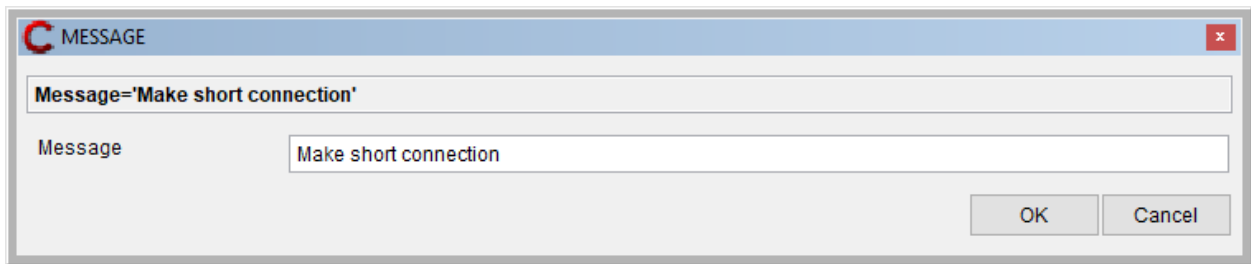 MESSAGE
x
Message='Make short connection'
Message
Make short connection
OK
Cancel